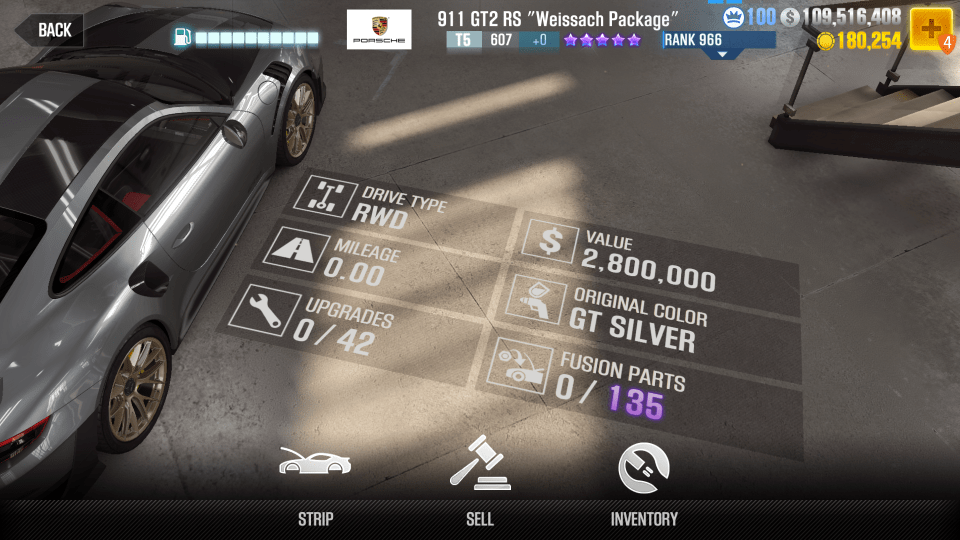 BACK
PORSCHE
911 GT2 RS "Weissach Package"
T5 607 +0
100 109,516,408
RANK 966
180,254
4
DRIVE TYPE
RWD
MILEAGE
0.00
UPGRADES
0 / 42
VALUE
2,800,000
ORIGINAL COLOR
GT SILVER
FUSION PARTS
0 / 135
STRIP
SELL
INVENTORY